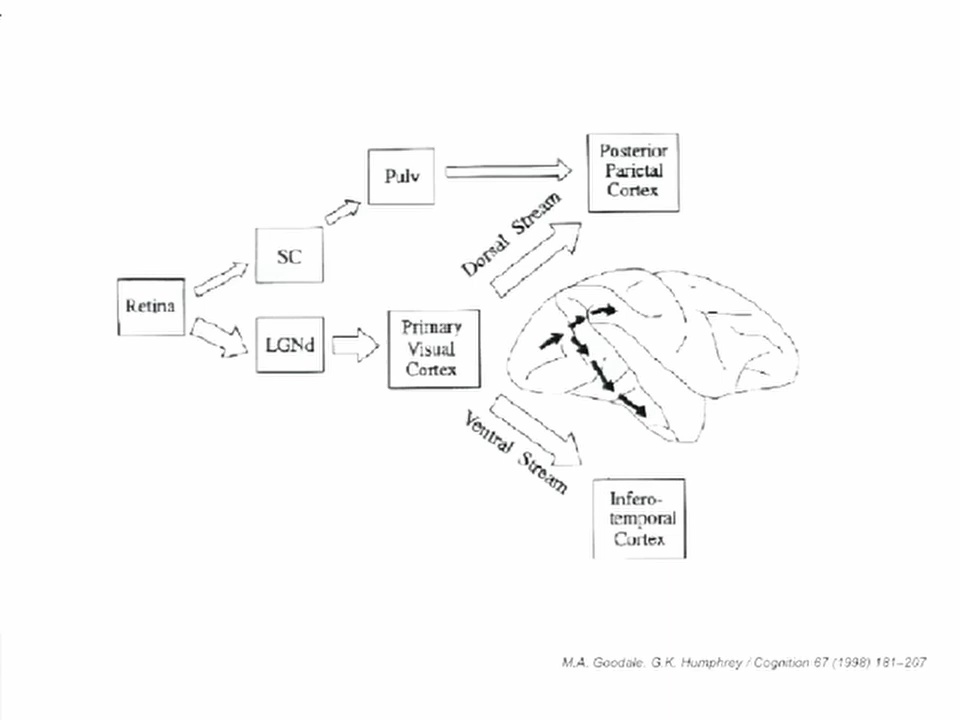 Pulv
Posterior
Parietal
Cortex
Dorsal Stream
SC
Retina
LGNd
Primary
Visual
Cortex
Ventral Stream
Infero-
temporal
Cortex
M.A. Goodale, G.K. Humphrey / Cognition 67 (1998) 181–207